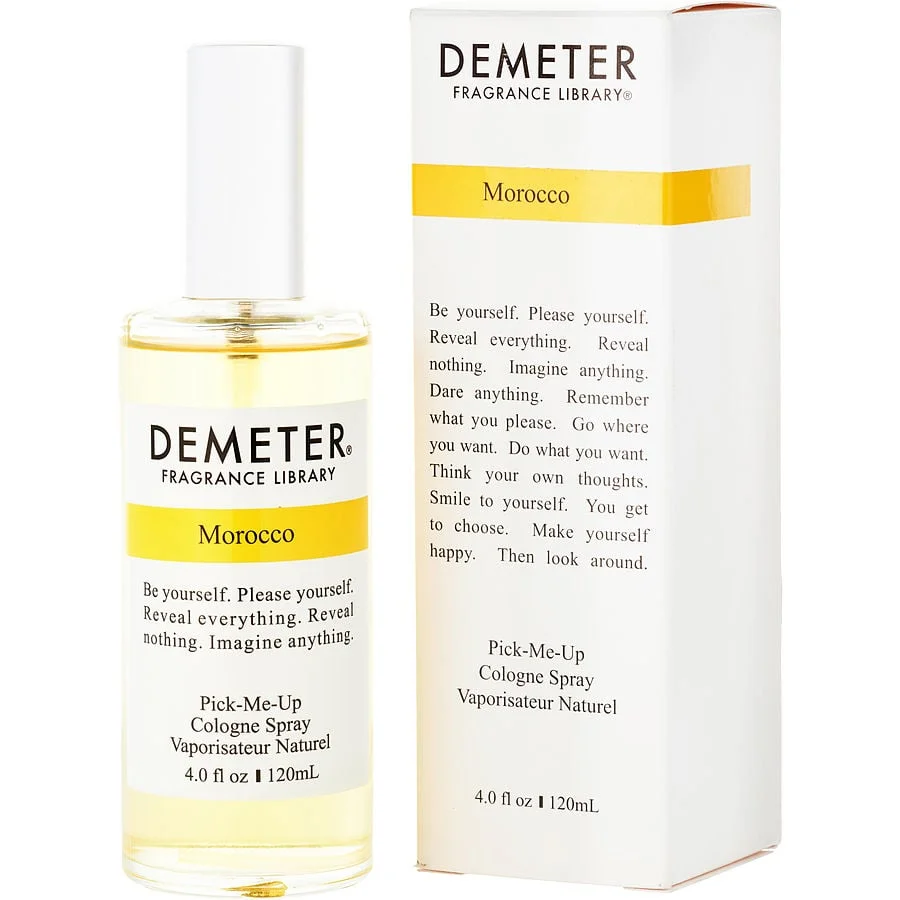 DEMETER®
FRAGRANCE LIBRARY
Morocco
Be yourself. Please yourself.
Reveal everything. Reveal
nothing. Imagine anything.
Pick-Me-Up
Cologne Spray
Vaporisateur Naturel
4.0 fl oz | 120mL
DEMETER
FRAGRANCE LIBRARY®
Morocco
Be yourself. Please yourself.
Reveal everything. Reveal
nothing. Imagine anything.
Dare anything. Remember
what you please. Go where
you want. Do what you want.
Think your own thoughts.
Smile to yourself. You get
to choose. Make yourself
happy. Then look around.
Pick-Me-Up
Cologne Spray
Vaporisateur Naturel
4.0 fl oz | 120mL